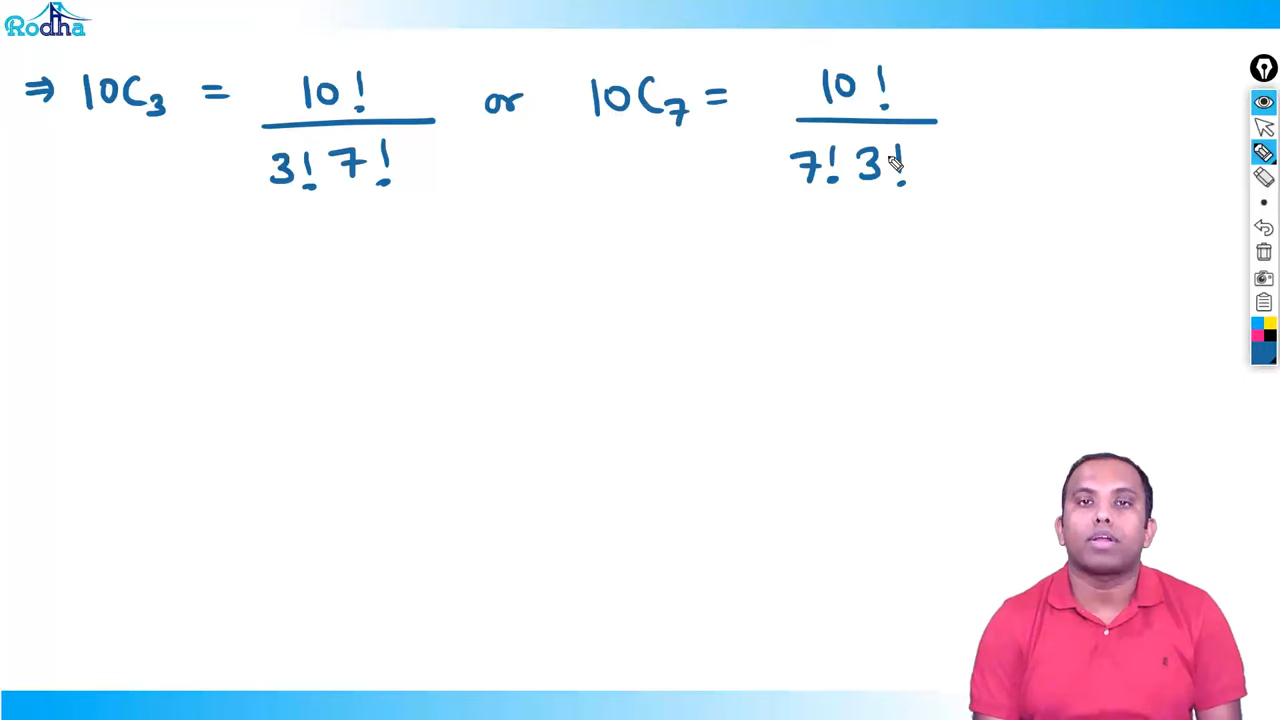 Rodha
⇒ 10C₃ = 10! / 3! 7! or 10C₇ = 10! / 7! 3!